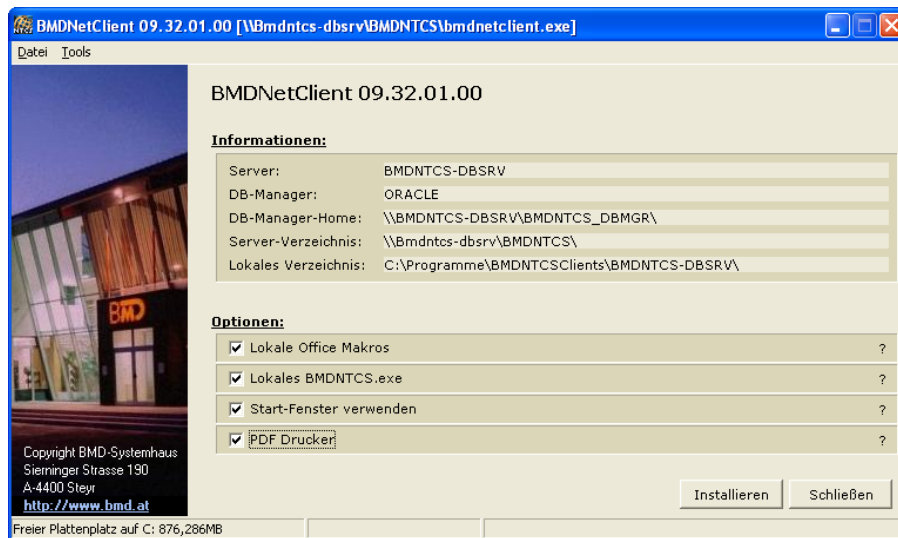 BMDNetClient 09.32.01.00 [\\Bmdntcs-dbsrv\BMDNTCS\bmdnetclient.exe]
Datei Tools
BMDNetClient 09.32.01.00
Informationen:
Server: BMDNTCS-DBSRV
DB-Manager: ORACLE
DB-Manager-Home: \\BMDNTCS-DBSRV\BMDNTCS_DBMGR\
Server-Verzeichnis: \\Bmdntcs-dbsrv\BMDNTCS\
Lokales Verzeichnis: C:\Programme\BMDNTCSClients\BMDNTCS-DBSRV\
BMD
Optionen:
Lokale Office Makros ?
Lokales BMDNTCS.exe ?
Start-Fenster verwenden ?
PDF Drucker ?
Copyright BMD-Systemhaus
Sierninger Strasse 190
A-4400 Steyr
http://www.bmd.at
Installieren Schließen
Freier Plattenplatz auf C: 876,286MB